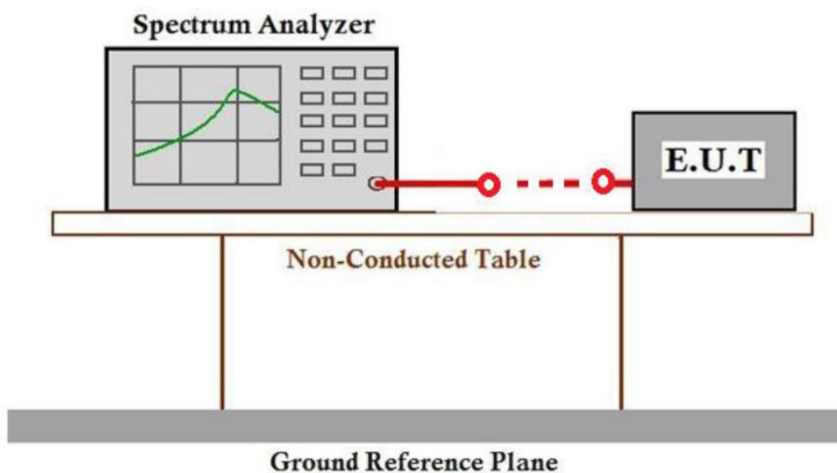 Spectrum Analyzer
E.U.T
Non-Conducted Table
Ground Reference Plane